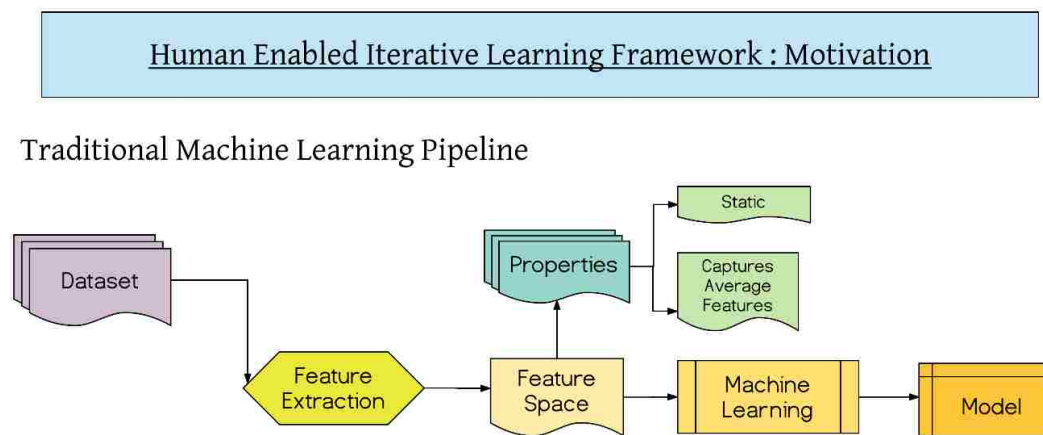 Human Enabled Iterative Learning Framework : Motivation
Traditional Machine Learning Pipeline
Static
Dataset
Properties
Captures
Average
Features
Feature
Extraction
Feature
Space
Machine
Learning
Model